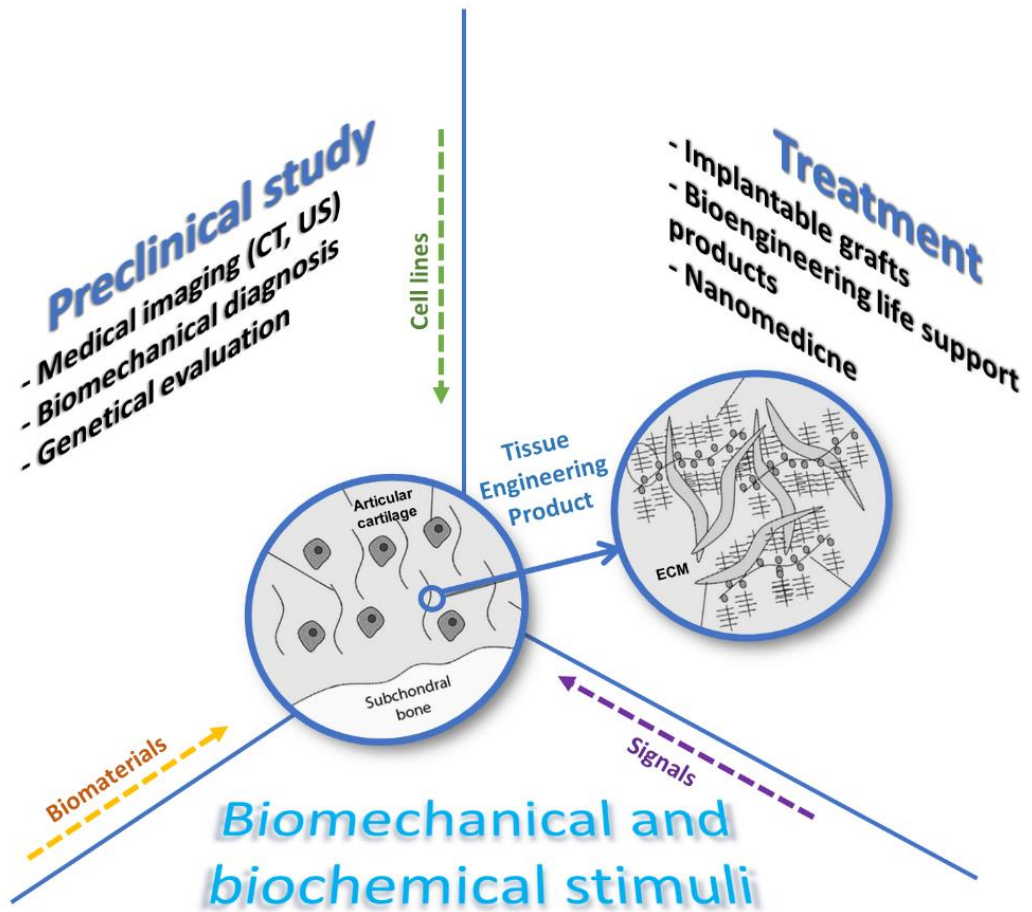 Preclinical study
- Medical imaging (CT, US)
- Biomechanical diagnosis
- Genetical evaluation
Cell lines
Treatment
- Implantable grafts
- Bioengineering life support
products
- Nanomedicne
Tissue
Engineering
Product
Articular
cartilage
Subchondral
bone
ECM
Biomaterials
Signals
Biomechanical and
biochemical stimuli